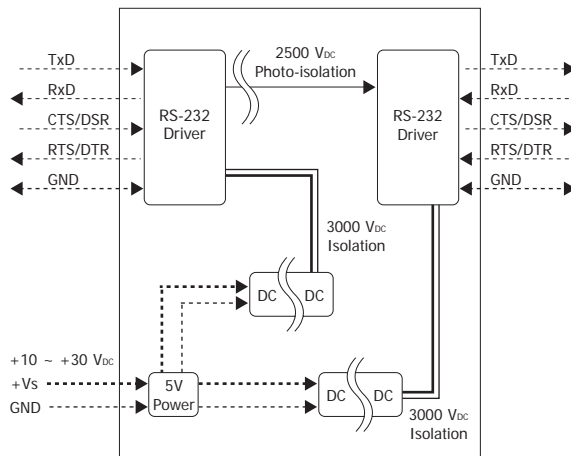 2500 VDC
Photo-isolation
TxD
RxD
CTS/DSR
RTS/DTR
GND
RS-232
Driver
RS-232
Driver
TxD
RxD
CTS/DSR
RTS/DTR
GND
3000 VDC
Isolation
DC
DC
+10 ~ +30 VDC
+Vs
GND
5V
Power
DC
DC
3000 VDC
Isolation